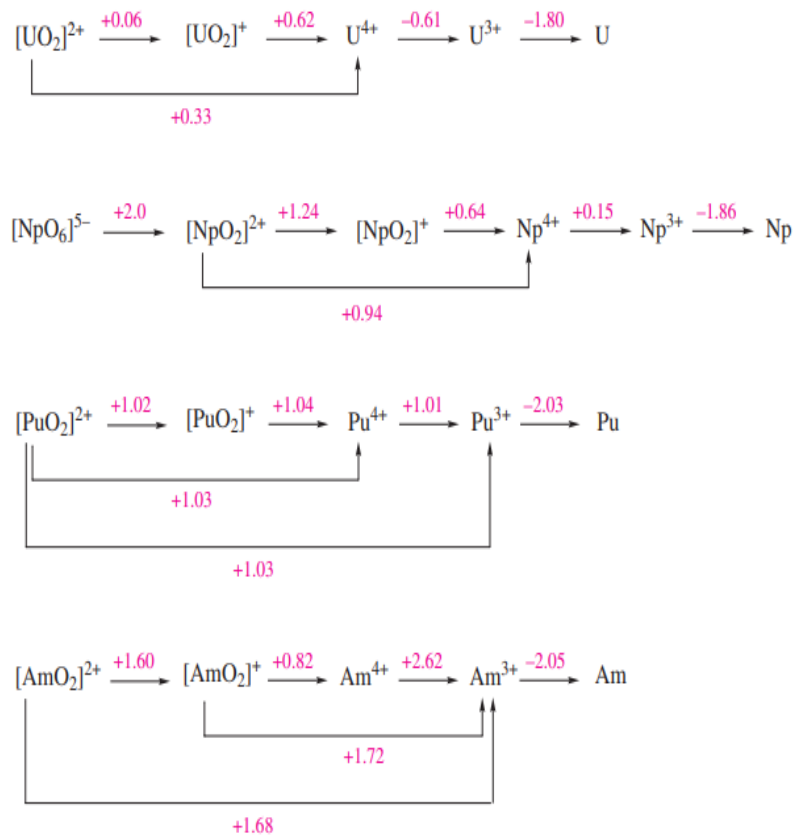 +0.06 +0.62 –0.61 –1.80
[UO₂]²⁺ [UO₂]⁺ U⁴⁺ U³⁺ U
+0.33
+2.0 +1.24 +0.64 +0.15 –1.86
[NpO₆]⁵⁻ [NpO₂]²⁺ [NpO₂]⁺ Np⁴⁺ Np³⁺ Np
+0.94
+1.02 +1.04 +1.01 –2.03
[PuO₂]²⁺ [PuO₂]⁺ Pu⁴⁺ Pu³⁺ Pu
+1.03
+1.03
+1.60 +0.82 +2.62 –2.05
[AmO₂]²⁺ [AmO₂]⁺ Am⁴⁺ Am³⁺ Am
+1.72
+1.68